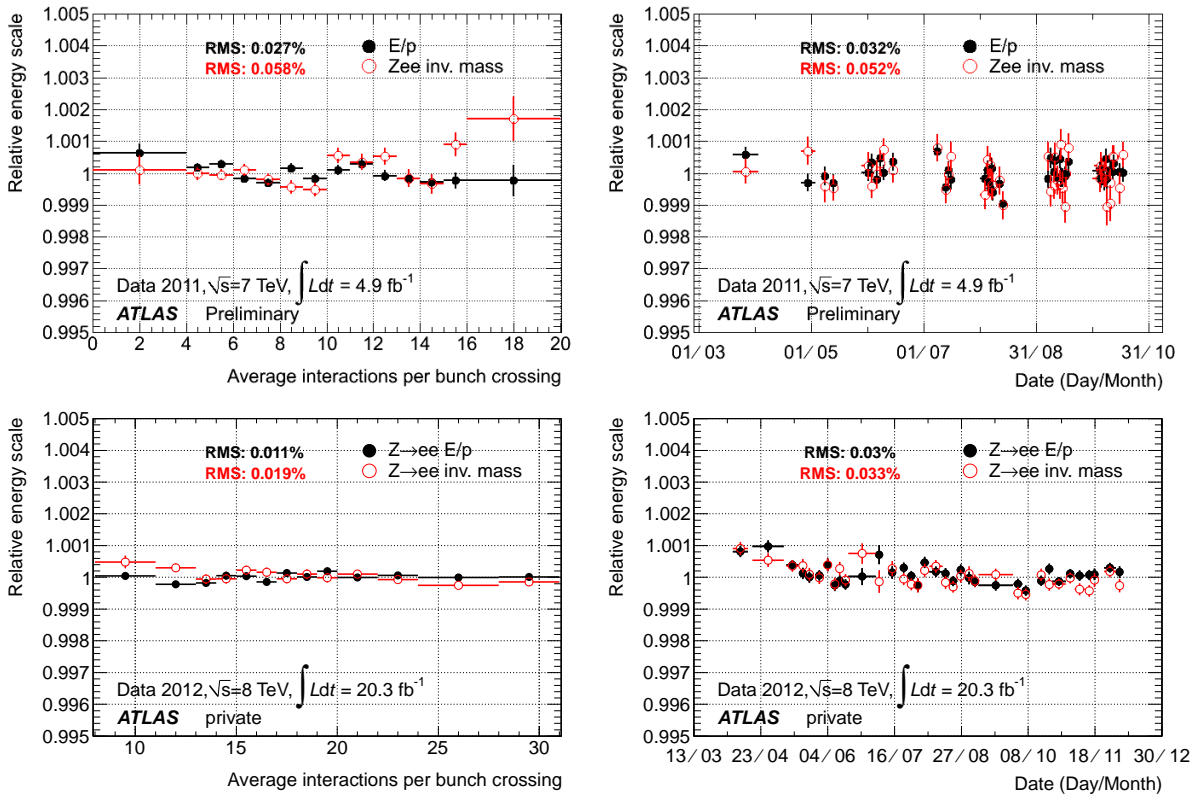 1.005
1.004
1.003
1.002
1.001
1
0.999
0.998
0.997
0.996
0.995
Relative energy scale
RMS: 0.027%
RMS: 0.058%
E/p
Zee inv. mass
Data 2011,√s=7 TeV, ∫Ldt = 4.9 fb⁻¹
ATLAS Preliminary
0 2 4 6 8 10 12 14 16 18 20
Average interactions per bunch crossing
1.005
1.004
1.003
1.002
1.001
1
0.999
0.998
0.997
0.996
0.995
Relative energy scale
RMS: 0.032%
RMS: 0.052%
E/p
Zee inv. mass
Data 2011,√s=7 TeV, ∫Ldt = 4.9 fb⁻¹
ATLAS Preliminary
01/ 03 01/ 05 01/ 07 31/ 08 31/ 10
Date (Day/Month)
1.005
1.004
1.003
1.002
1.001
1
0.999
0.998
0.997
0.996
0.995
Relative energy scale
RMS: 0.011%
RMS: 0.019%
Z→ee E/p
Z→ee inv. mass
Data 2012,√s=8 TeV, ∫Ldt = 20.3 fb⁻¹
ATLAS private
10 15 20 25 30
Average interactions per bunch crossing
1.005
1.004
1.003
1.002
1.001
1
0.999
0.998
0.997
0.996
0.995
Relative energy scale
RMS: 0.03%
RMS: 0.033%
Z→ee E/p
Z→ee inv. mass
Data 2012,√s=8 TeV, ∫Ldt = 20.3 fb⁻¹
ATLAS private
13/ 03 23/ 04 04/ 06 16/ 07 27/ 08 08/ 10 18/ 11 30/ 12
Date (Day/Month)